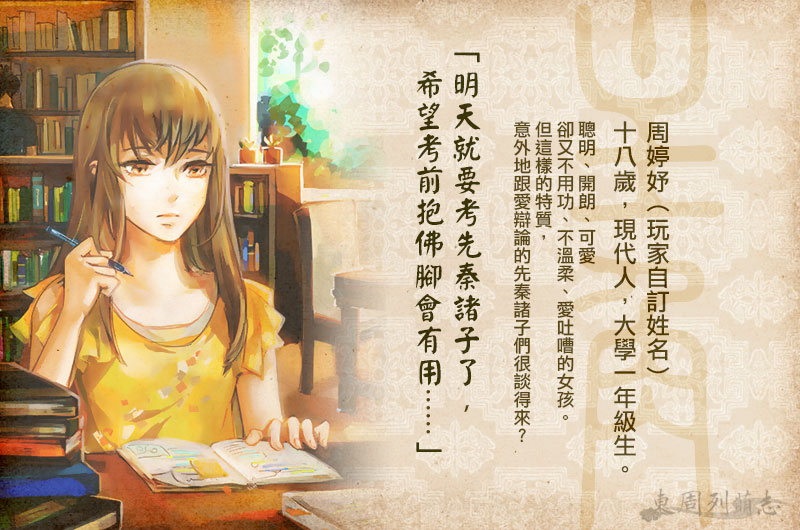 周婷妤（玩家自訂姓名）
十八歲，現代人，大學一年級生。
聰明、開朗、可愛
卻又不用功、不溫柔、愛吐嘈的女孩。
但這樣的特質，
意外地跟愛辯論的先秦諸子們很談得來？
「明天就要考先秦諸子了，
希望考前抱佛腳會有用……」
東周列萌志